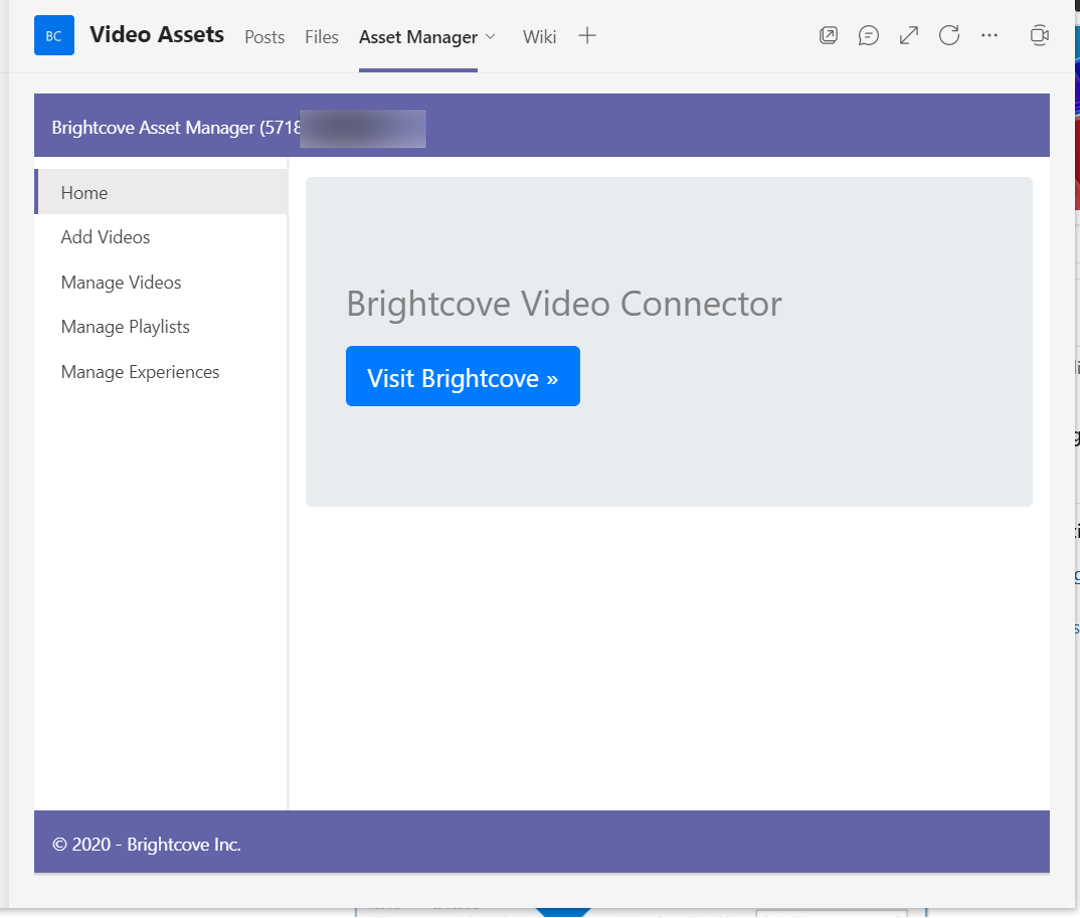 BC
Video Assets
Posts
Files
Asset Manager
Wiki
Brightcove Asset Manager (5718
Home
Add Videos
Manage Videos
Manage Playlists
Manage Experiences
Brightcove Video Connector
Visit Brightcove »
© 2020 - Brightcove Inc.